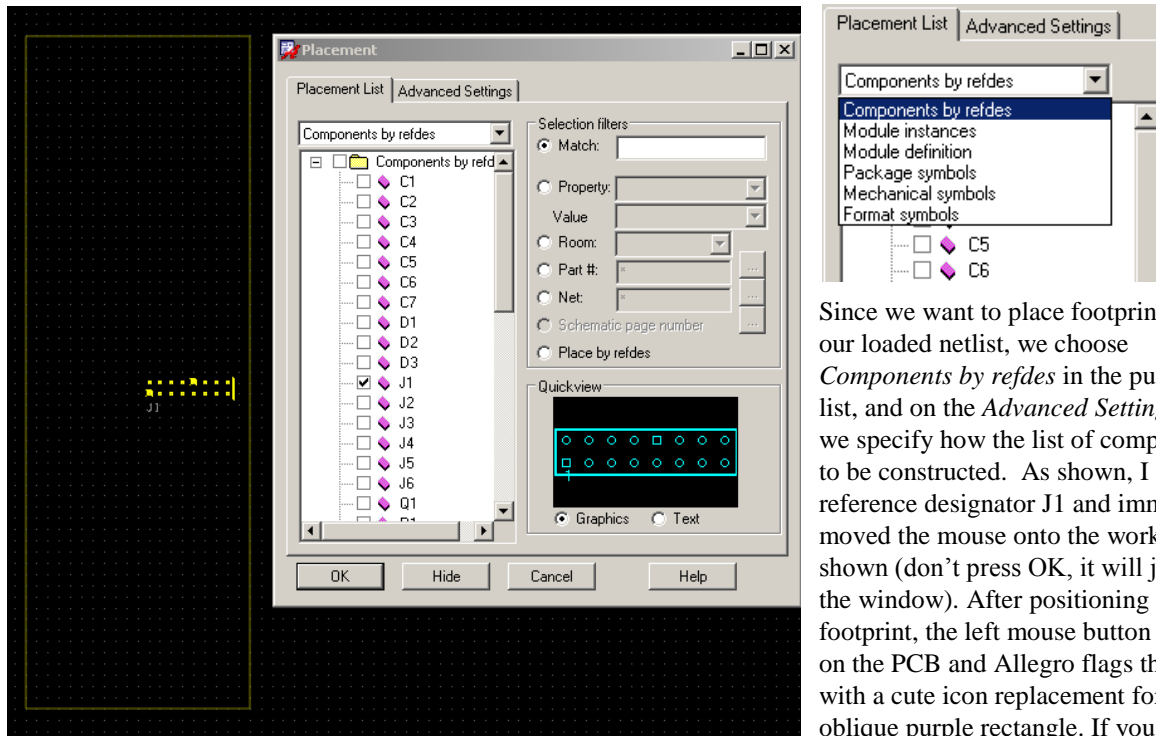 Placement
Placement List Advanced Settings
Components by refdes
Components by refd
C1
C2
C3
C4
C5
C6
C7
D1
D2
D3
J1
J2
J3
J4
J5
J6
Q1
Selection filters
Match:
Property:
Value
Room:
Part #: *
Net: *
Schematic page number
Place by refdes
Quickview
1
Graphics Text
OK Hide Cancel Help
J1
Placement List Advanced Settings
Components by refdes
Components by refdes
Module instances
Module definition
Package symbols
Mechanical symbols
Format symbols
C5
C6
Since we want to place footprin
our loaded netlist, we choose
Components by refdes in the pu
list, and on the Advanced Settin
we specify how the list of comp
to be constructed. As shown, I
reference designator J1 and imm
moved the mouse onto the work
shown (don't press OK, it will j
the window). After positioning
footprint, the left mouse button
on the PCB and Allegro flags th
with a cute icon replacement for
oblique purple rectangle. If you